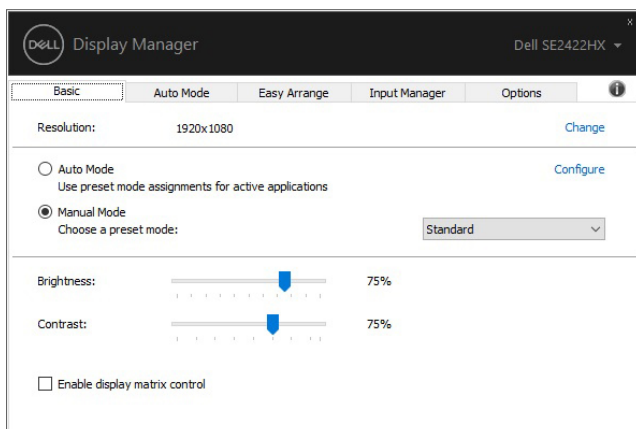 DELL Display Manager Dell SE2422HX
Basic Auto Mode Easy Arrange Input Manager Options
Resolution: 1920x1080 Change
Auto Mode Configure
Use preset mode assignments for active applications
Manual Mode
Choose a preset mode: Standard
Brightness: 75%
Contrast: 75%
Enable display matrix control